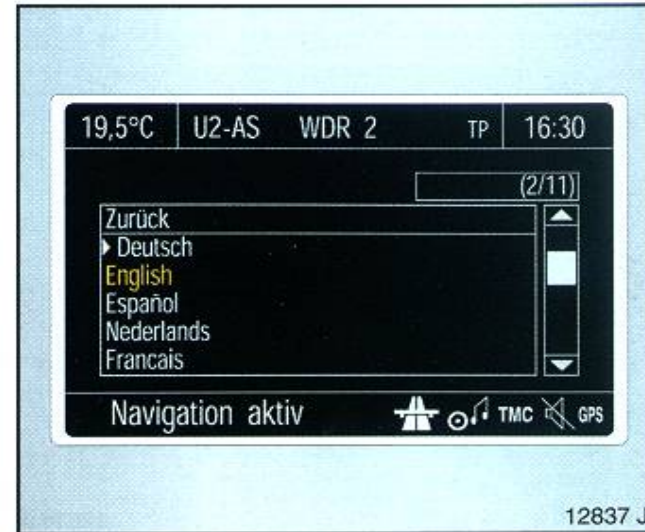 19,5°C U2-AS WDR 2 TP 16:30
(2/11)
Zurück
Deutsch
English
Español
Nederlands
Francais
Navigation aktiv TMC GPS
12837 J